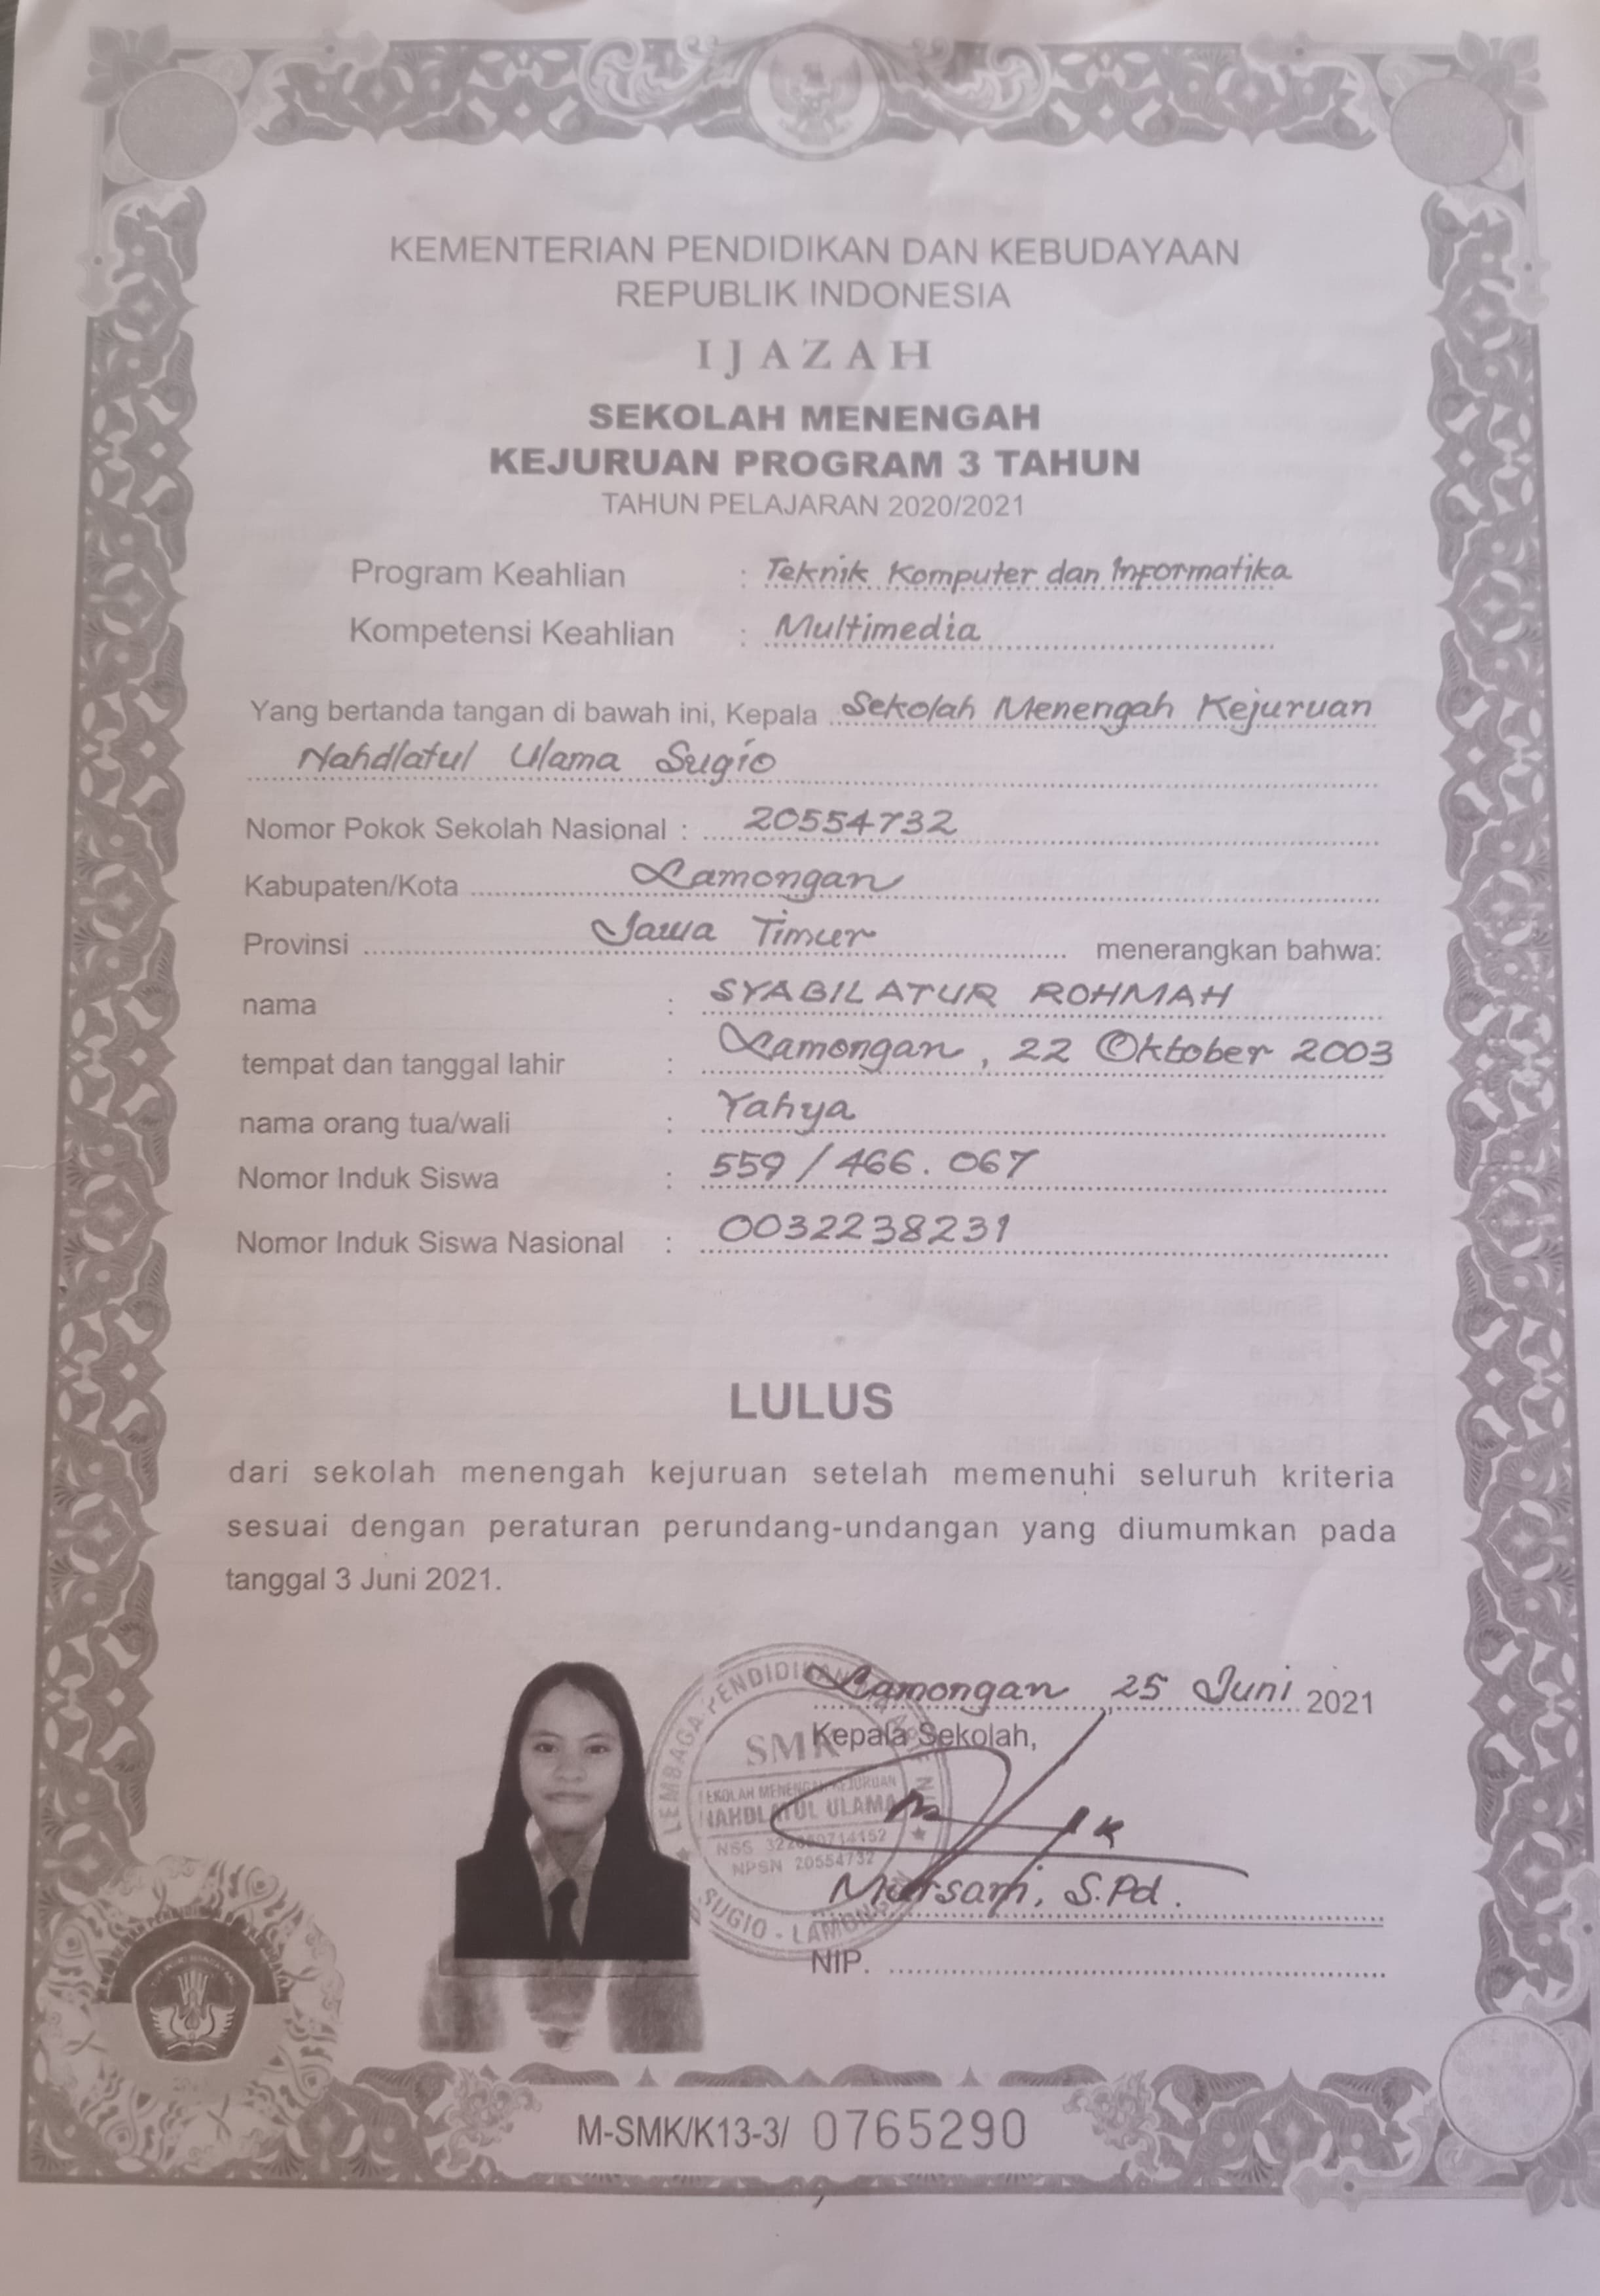 KEMENTERIAN PENDIDIKAN DAN KEBUDAYAAN
REPUBLIK INDONESIA
IJAZAH
SEKOLAH MENENGAH
KEJURUAN PROGRAM 3 TAHUN
TAHUN PELAJARAN 2020/2021
Program Keahlian : Teknik Komputer dan Informatika
Kompetensi Keahlian : Multimedia
Yang bertanda tangan di bawah ini, Kepala Sekolah Menengah Kejuruan
Nahdlatul Ulama Sugio
Nomor Pokok Sekolah Nasional : 20554732
Kabupaten/Kota Lamongan
Provinsi Jawa Timur menerangkan bahwa:
nama : SYABILATUR ROHMAH
tempat dan tanggal lahir : Lamongan, 22 Oktober 2003
nama orang tua/wali : Yahya
Nomor Induk Siswa : 559 / 466. 067
Nomor Induk Siswa Nasional : 0032238231
LULUS
dari sekolah menengah kejuruan setelah memenuhi seluruh kriteria
sesuai dengan peraturan perundang-undangan yang diumumkan pada
tanggal 3 Juni 2021.
Lamongan, 25 Juni 2021
Kepala Sekolah,
LEMBAGA PENDIDIKAN
SMK
SEKOLAH MENENGAH KEJURUAN
NAHDLATUL ULAMA
NPSN 20554732
SUGIO - LAMONGAN
Mursam, S.Pd.
NIP.
M-SMK/K13-3/ 0765290